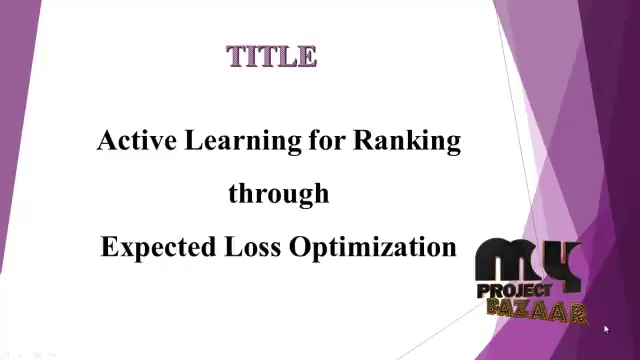 TITLE
Active Learning for Ranking
through
Expected Loss Optimization
MY
PROJECT
BAZAAR